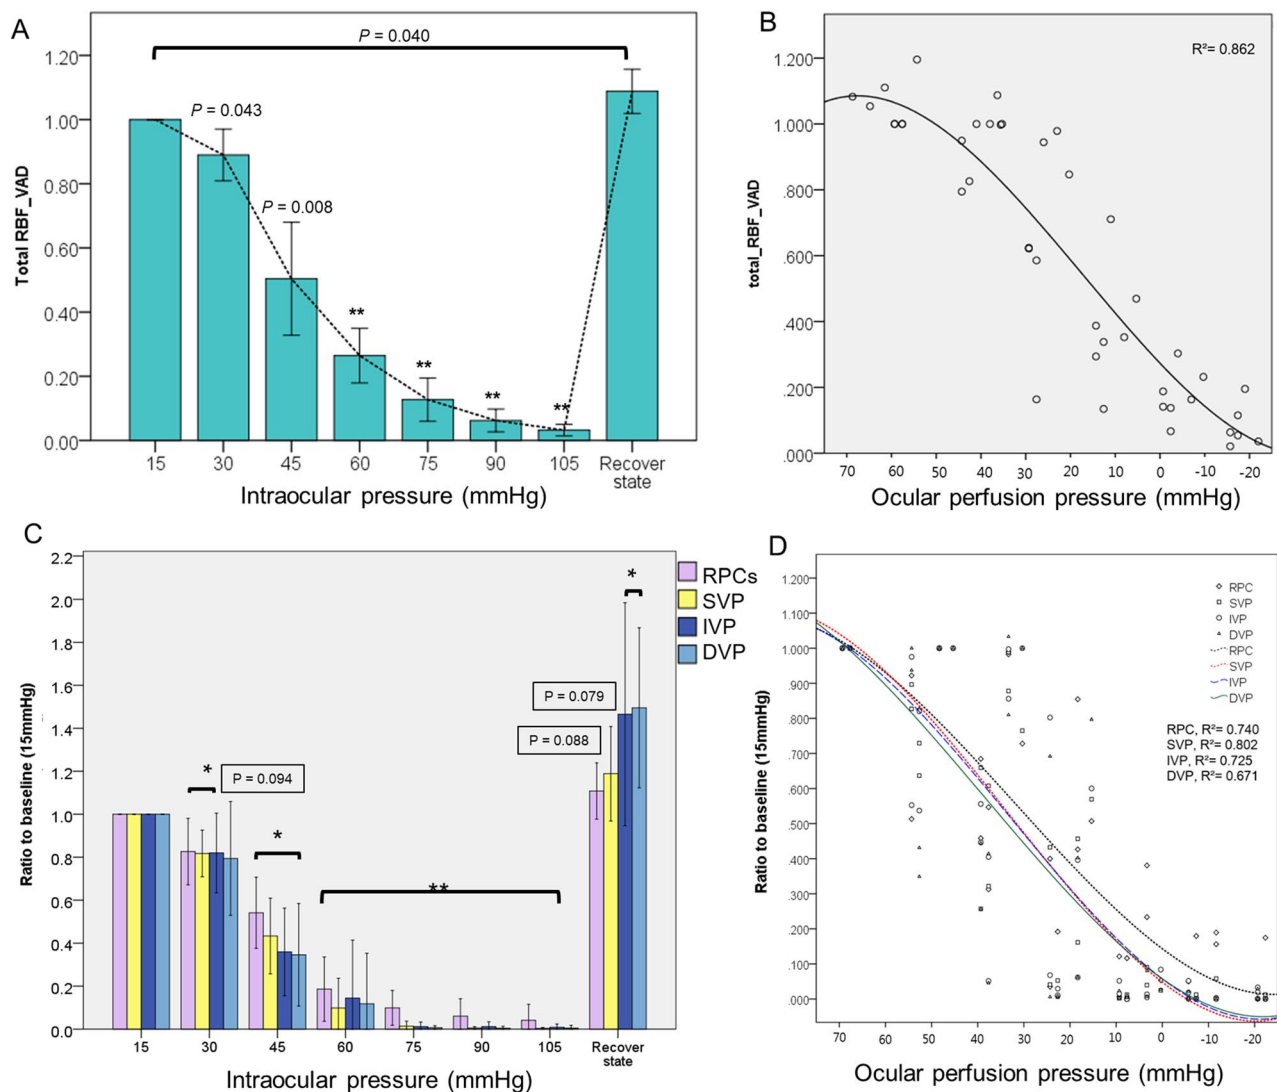 A
P = 0.040
P = 0.043
P = 0.008
**
**
**
**
Total RBF_VAD
1.20
1.00
0.80
0.60
0.40
0.20
0.00
15 30 45 60 75 90 105 Recover
state
Intraocular pressure (mmHg)
B
R²= 0.862
total_RBF_VAD
1.200
1.000
.800
.600
.400
.200
.000
70 60 50 40 30 20 10 0 -10 -20
Ocular perfusion pressure (mmHg)
C
RPCs
SVP
IVP
DVP
*
P = 0.079
P = 0.088
*
P = 0.094
*
**
Ratio to baseline (15mmHg)
2.2
2.0
1.8
1.6
1.4
1.2
1.0
0.8
0.6
0.4
0.2
0.0
15 30 45 60 75 90 105 Recover
state
Intraocular pressure (mmHg)
D
RPC
SVP
IVP
DVP
RPC
SVP
IVP
DVP
RPC, R²= 0.740
SVP, R²= 0.802
IVP, R²= 0.725
DVP, R²= 0.671
Ratio to baseline (15mmHg)
1.200
1.100
1.000
.900
.800
.700
.600
.500
.400
.300
.200
.100
.000
70 60 50 40 30 20 10 0 -10 -20
Ocular perfusion pressure (mmHg)